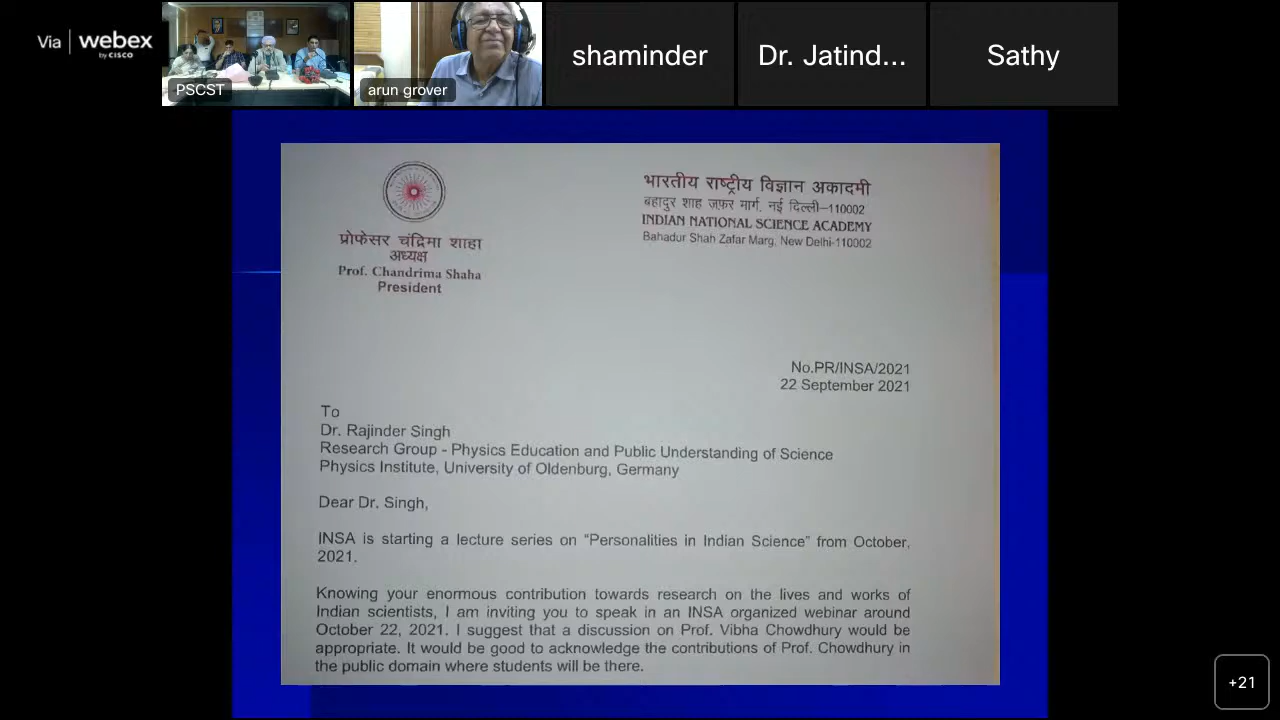 Via webex
by CISCO
PSCST
arun grover
shaminder
Dr. Jatind...
Sathy
प्रोफेसर चंद्रिमा शाहा
अध्यक्ष
Prof. Chandrima Shaha
President
भारतीय राष्ट्रीय विज्ञान अकादमी
बहादुर शाह ज़फ़र मार्ग, नई दिल्ली–110002
INDIAN NATIONAL SCIENCE ACADEMY
Bahadur Shah Zafar Marg, New Delhi-110002
No.PR/INSA/2021
22 September 2021
To
Dr. Rajinder Singh
Research Group - Physics Education and Public Understanding of Science
Physics Institute, University of Oldenburg, Germany
Dear Dr. Singh,
INSA is starting a lecture series on “Personalities in Indian Science” from October,
2021.
Knowing your enormous contribution towards research on the lives and works of
Indian scientists, I am inviting you to speak in an INSA organized webinar around
October 22, 2021. I suggest that a discussion on Prof. Vibha Chowdhury would be
appropriate. It would be good to acknowledge the contributions of Prof. Chowdhury in
the public domain where students will be there.
+21